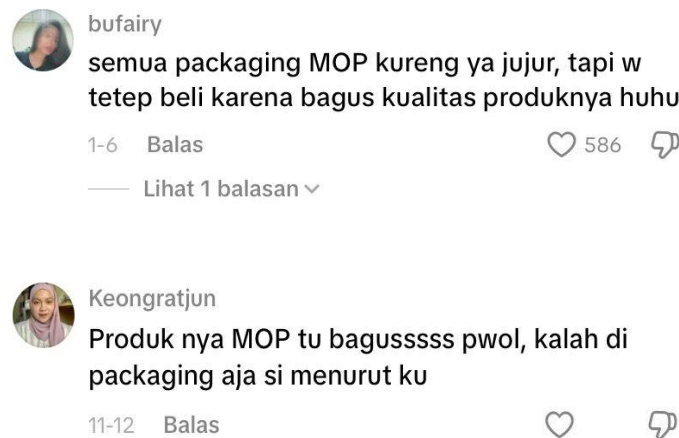 bufairy
semua packaging MOP kureng ya jujur, tapi w
tetep beli karena bagus kualitas produknya huhu
1-6 Balas 586
Lihat 1 balasan
Keongratjun
Produk nya MOP tu bagusssss pwol, kalah di
packaging aja si menurut ku
11-12 Balas